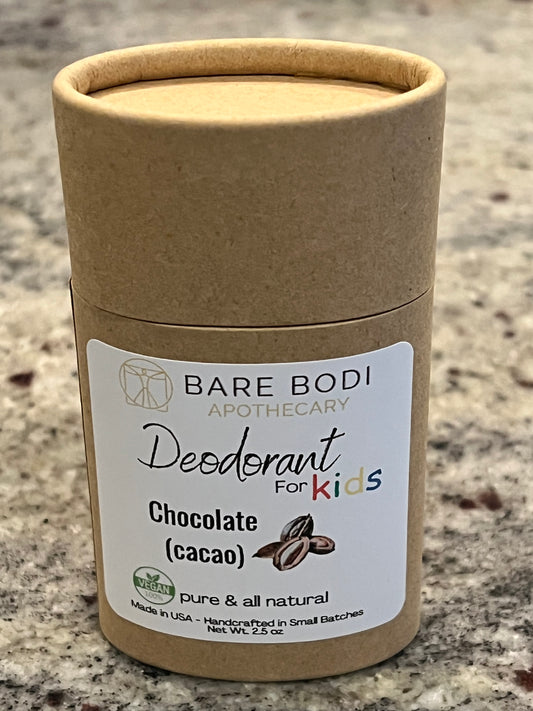 BARE BODI
APOTHECARY
Deodorant
For kids
Chocolate
(cacao)
VEGAN
100%
pure & all natural
Made in USA - Handcrafted in Small Batches
Net Wt. 2.5 oz